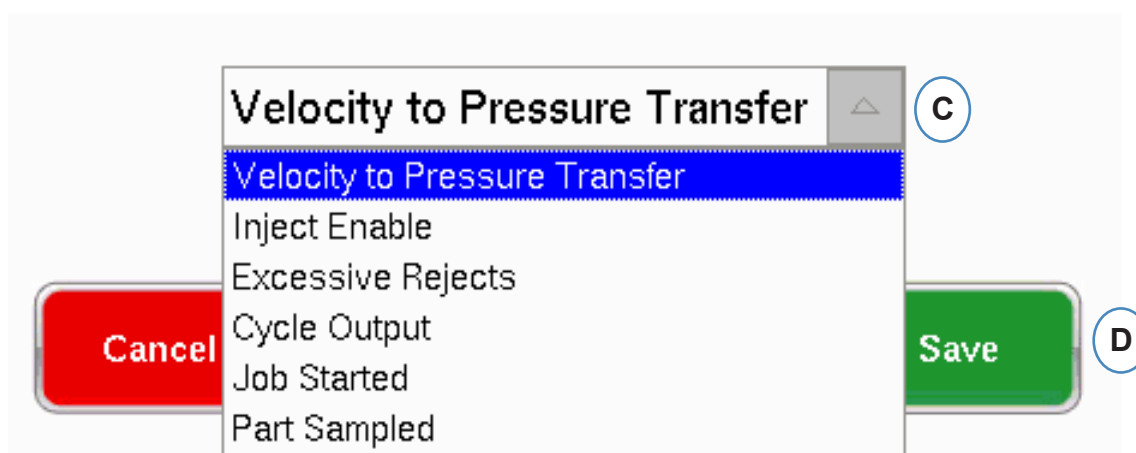 Velocity to Pressure Transfer
C
Velocity to Pressure Transfer
Inject Enable
Excessive Rejects
Cycle Output
Cancel
Save
D
Job Started
Part Sampled